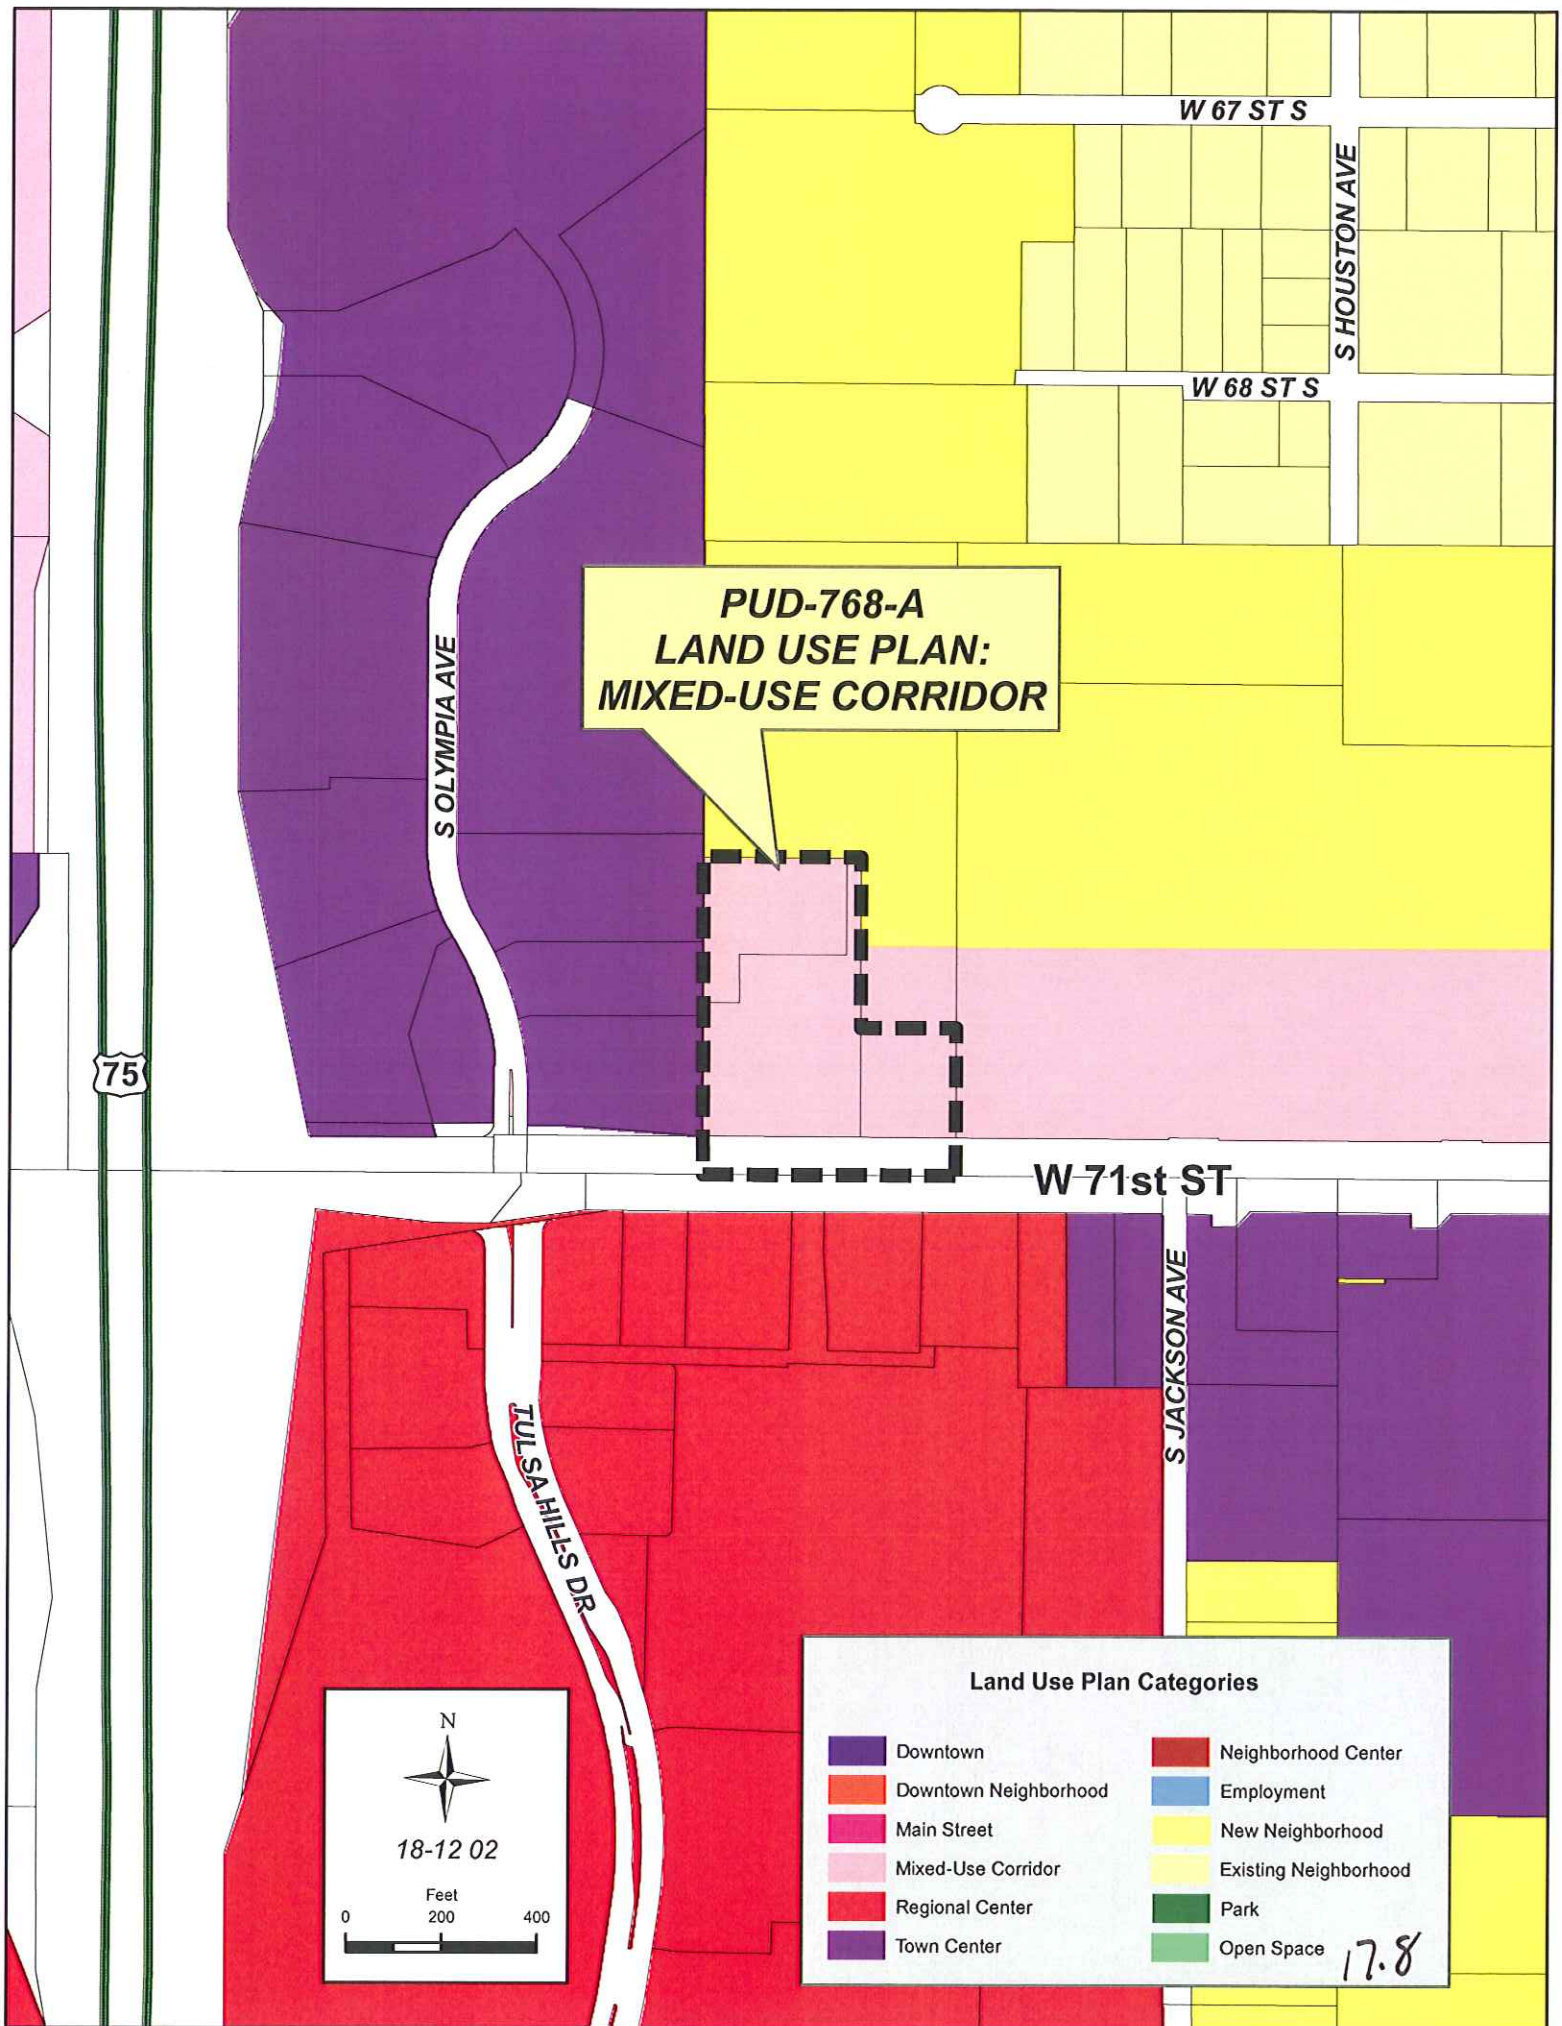 W 67 ST S
S HOUSTON AVE
W 68 ST S
PUD-768-A
LAND USE PLAN:
MIXED-USE CORRIDOR
S OLYMPIA AVE
75
W 71st ST
S JACKSON AVE
TULSA HILLS DR
N
18-12 02
Feet
0 200 400
Land Use Plan Categories
Downtown
Downtown Neighborhood
Main Street
Mixed-Use Corridor
Regional Center
Town Center
Neighborhood Center
Employment
New Neighborhood
Existing Neighborhood
Park
Open Space
17.8